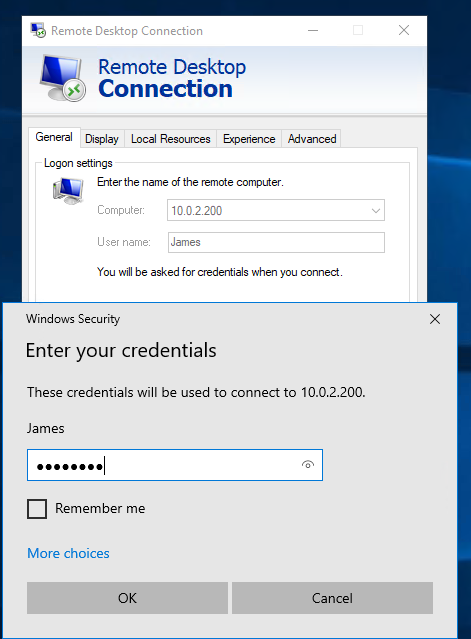 Remote Desktop Connection
Remote Desktop
Connection
General Display Local Resources Experience Advanced
Logon settings
Enter the name of the remote computer.
Computer: 10.0.2.200
User name: James
You will be asked for credentials when you connect.
Windows Security
Enter your credentials
These credentials will be used to connect to 10.0.2.200.
James
●●●●●●●●
Remember me
More choices
OK Cancel